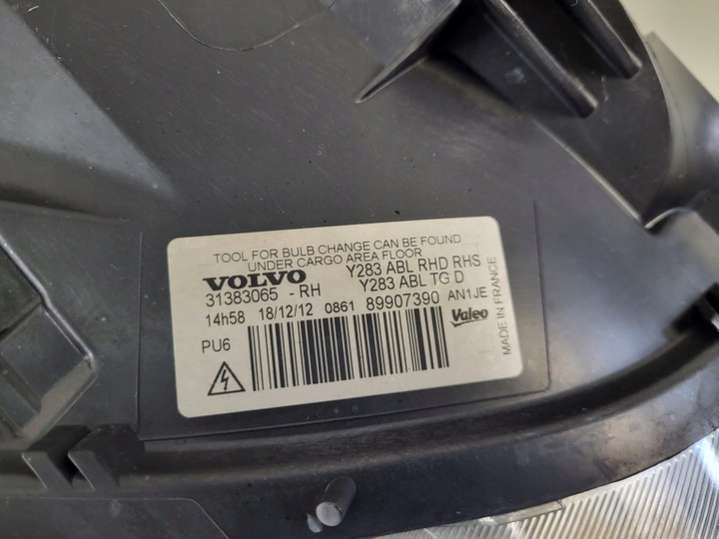 TOOL FOR BULB CHANGE CAN BE FOUND
UNDER CARGO AREA FLOOR
VOLVO Y283 ABL RHD RHS
31383065 - RH Y283 ABL TG D
14h58 18/12/12 0861 89907390 AN1JE
PU6
Valeo
MADE IN FRANCE